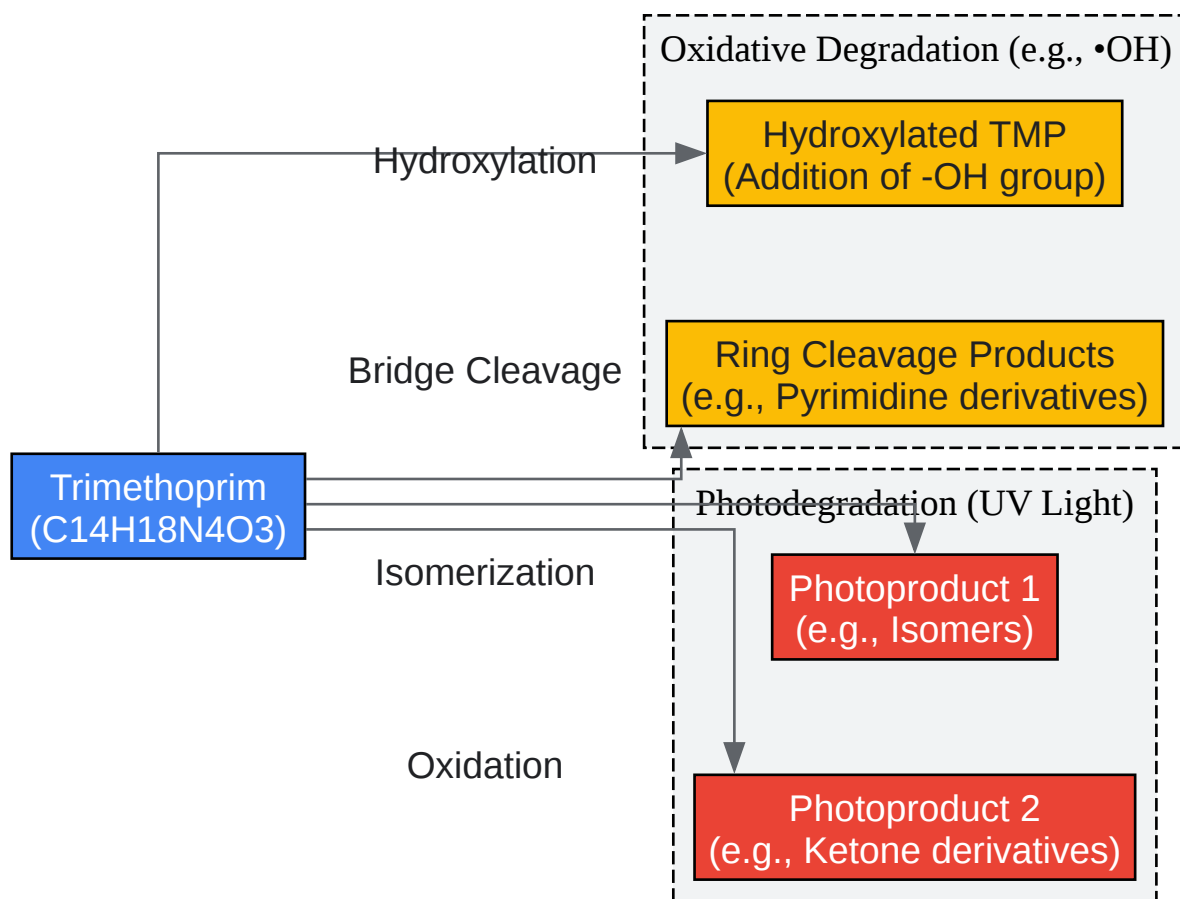 Oxidative Degradation (e.g., •OH)
Hydroxylated TMP
(Addition of -OH group)
Hydroxylation
Ring Cleavage Products
(e.g., Pyrimidine derivatives)
Bridge Cleavage
Trimethoprim
(C14H18N4O3)
Photodegradation (UV Light)
Isomerization
Photoproduct 1
(e.g., Isomers)
Oxidation
Photoproduct 2
(e.g., Ketone derivatives)